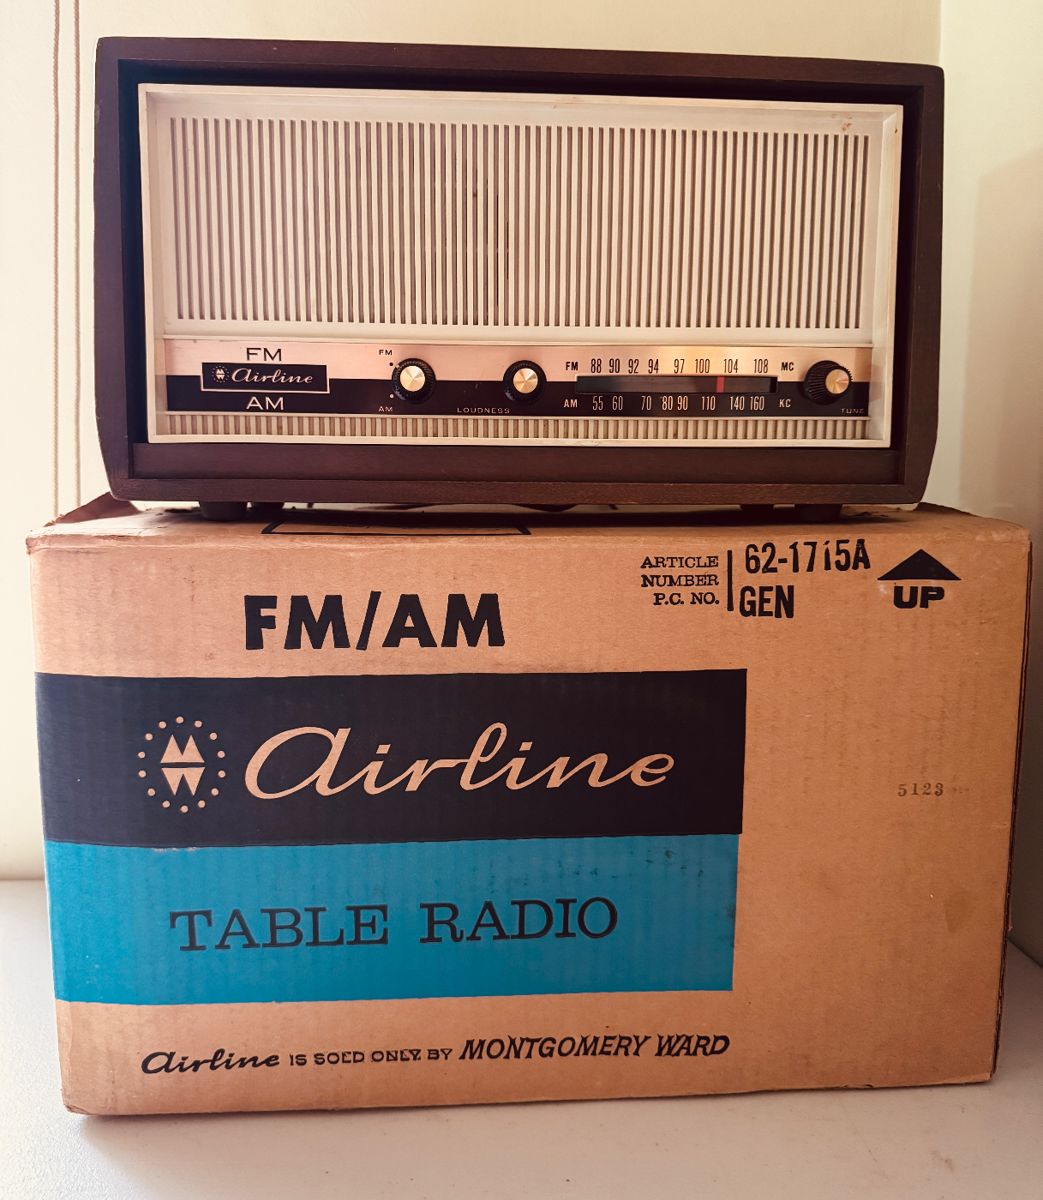 FM
Airline
AM
FM
AM
LOUDNESS
FM 88 90 92 94 97 100 104 108 MC
AM 55 60 70 80 90 110 140 160 KC
TUNE
FM/AM
ARTICLE NUMBER 62-1715A
P.C. NO. GEN
UP
MW Airline
5123
TABLE RADIO
Airline IS SOLD ONLY BY MONTGOMERY WARD